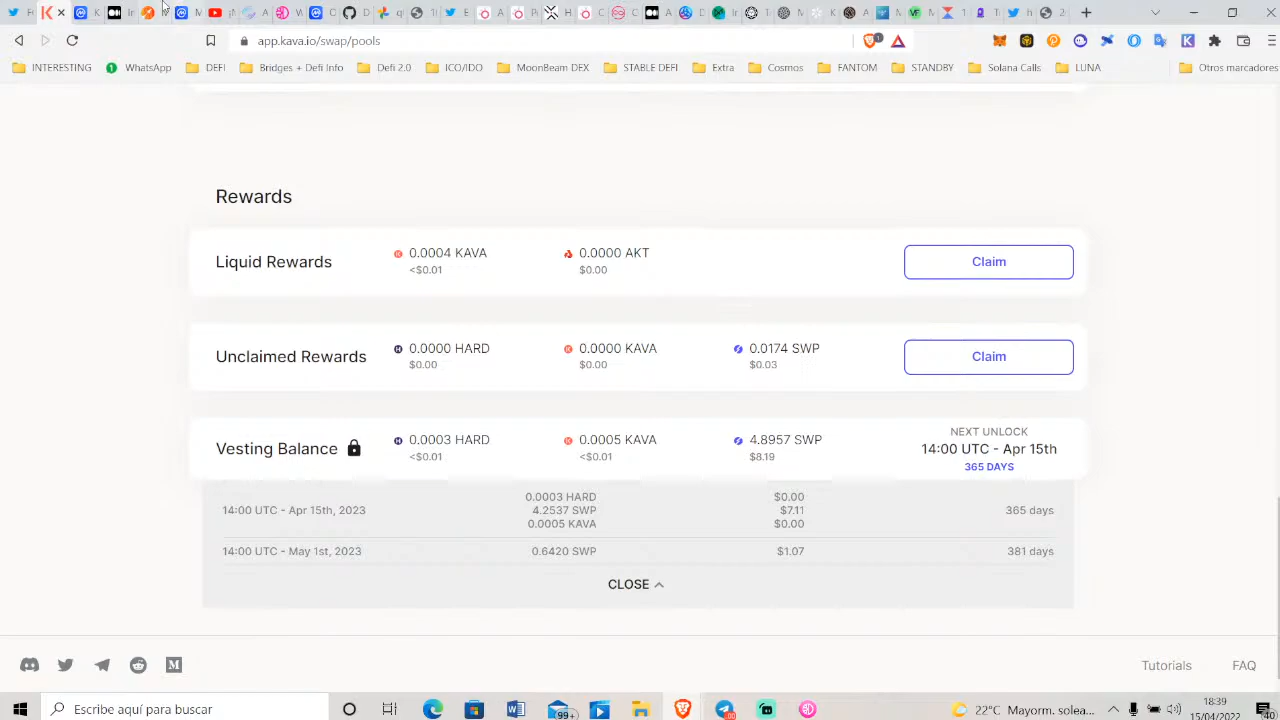 app.kava.io/swap/pools
1
INTERESTING
WhatsApp
DEFI
Bridges + Defi Info
Defi 2.0
ICO/IDO
MoonBeam DEX
STABLE DEFI
Extra
Cosmos
FANTOM
STANDBY
Solana Calls
LUNA
Otros marcadores
Rewards
Liquid Rewards
0.0004 KAVA
<$0.01
0.0000 AKT
$0.00
Claim
Unclaimed Rewards
0.0000 HARD
$0.00
0.0000 KAVA
$0.00
0.0174 SWP
$0.03
Claim
Vesting Balance
0.0003 HARD
<$0.01
0.0005 KAVA
<$0.01
4.8957 SWP
$8.19
NEXT UNLOCK
14:00 UTC - Apr 15th
365 DAYS
14:00 UTC - Apr 15th, 2023
0.0003 HARD
4.2537 SWP
0.0005 KAVA
$0.00
$7.11
$0.00
365 days
14:00 UTC - May 1st, 2023
0.6420 SWP
$1.07
381 days
CLOSE
Tutorials
FAQ
Escribe aquí para buscar
99+
22°C Mayorm. solea...
18:39